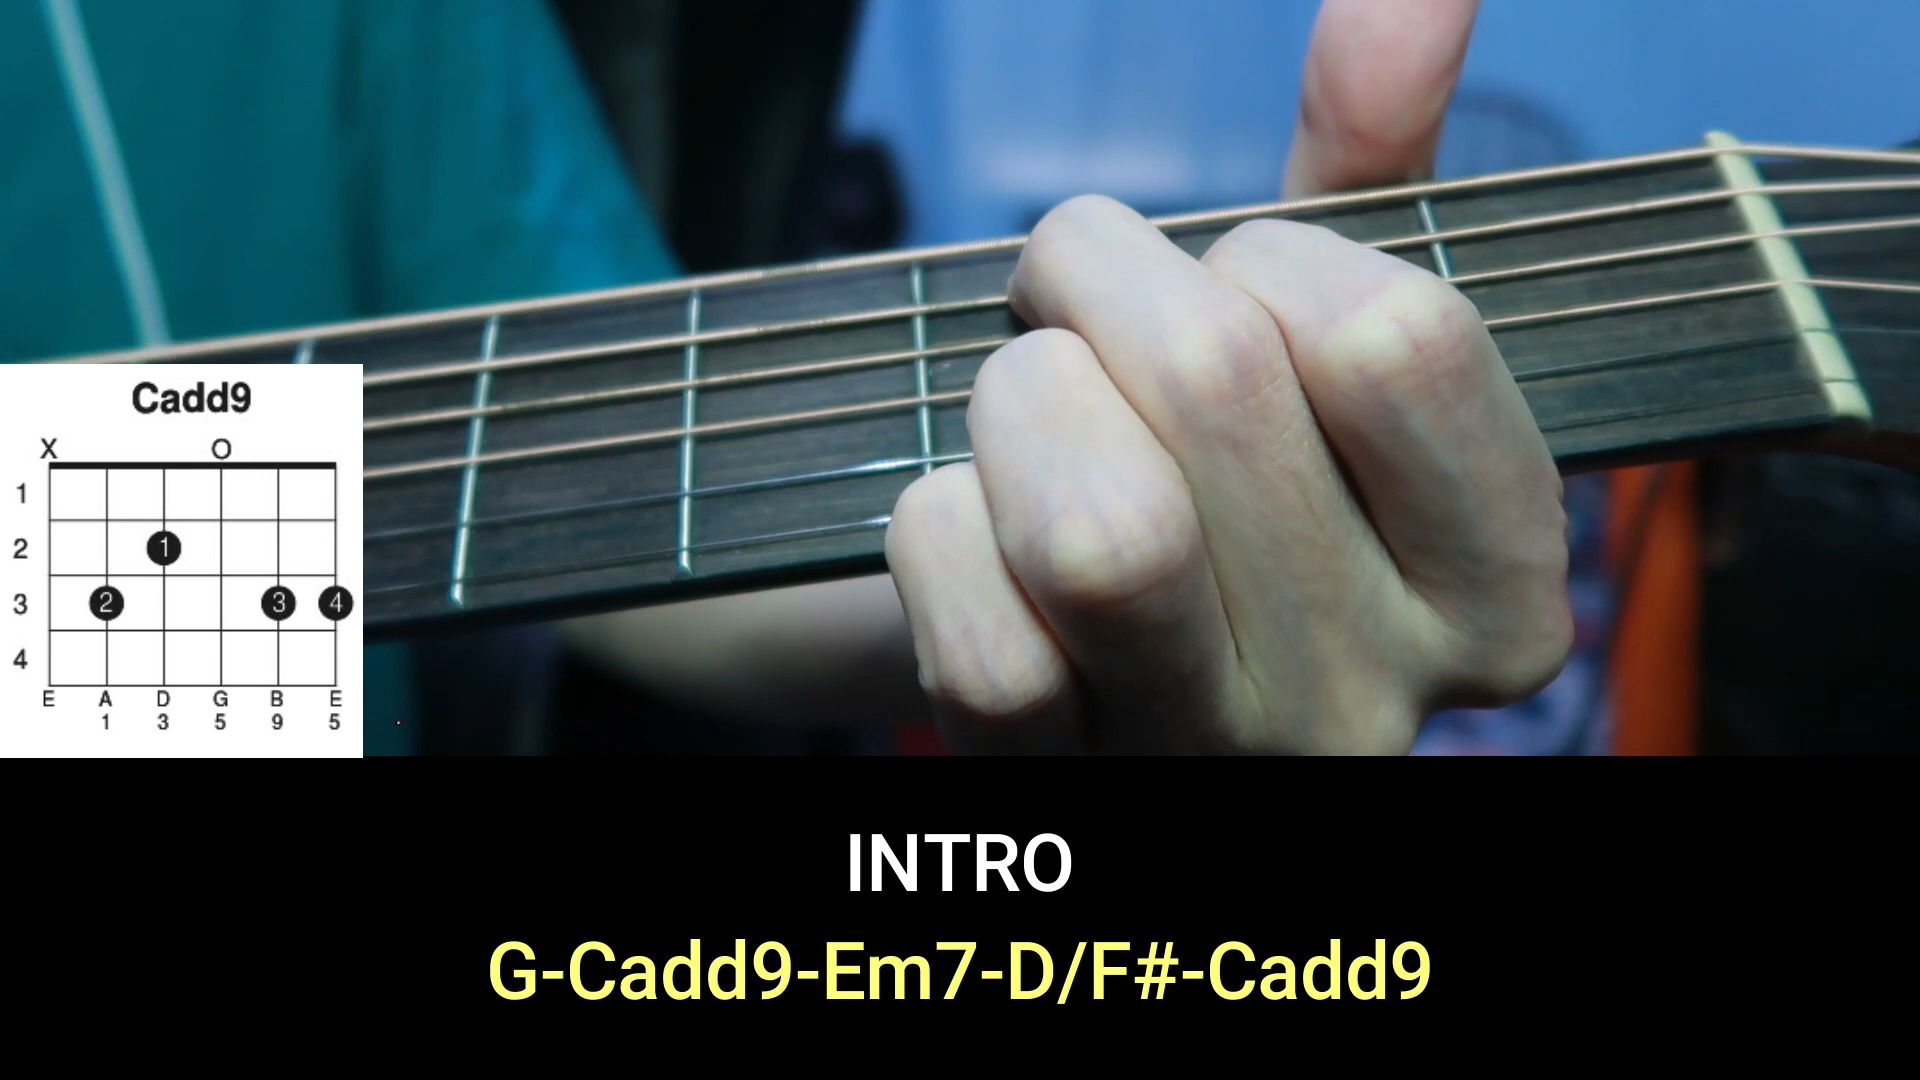 Cadd9
X O
1
2 1
3 2 3 4
4
E A D G B E
1 3 5 9 5
INTRO
G-Cadd9-Em7-D/F#-Cadd9